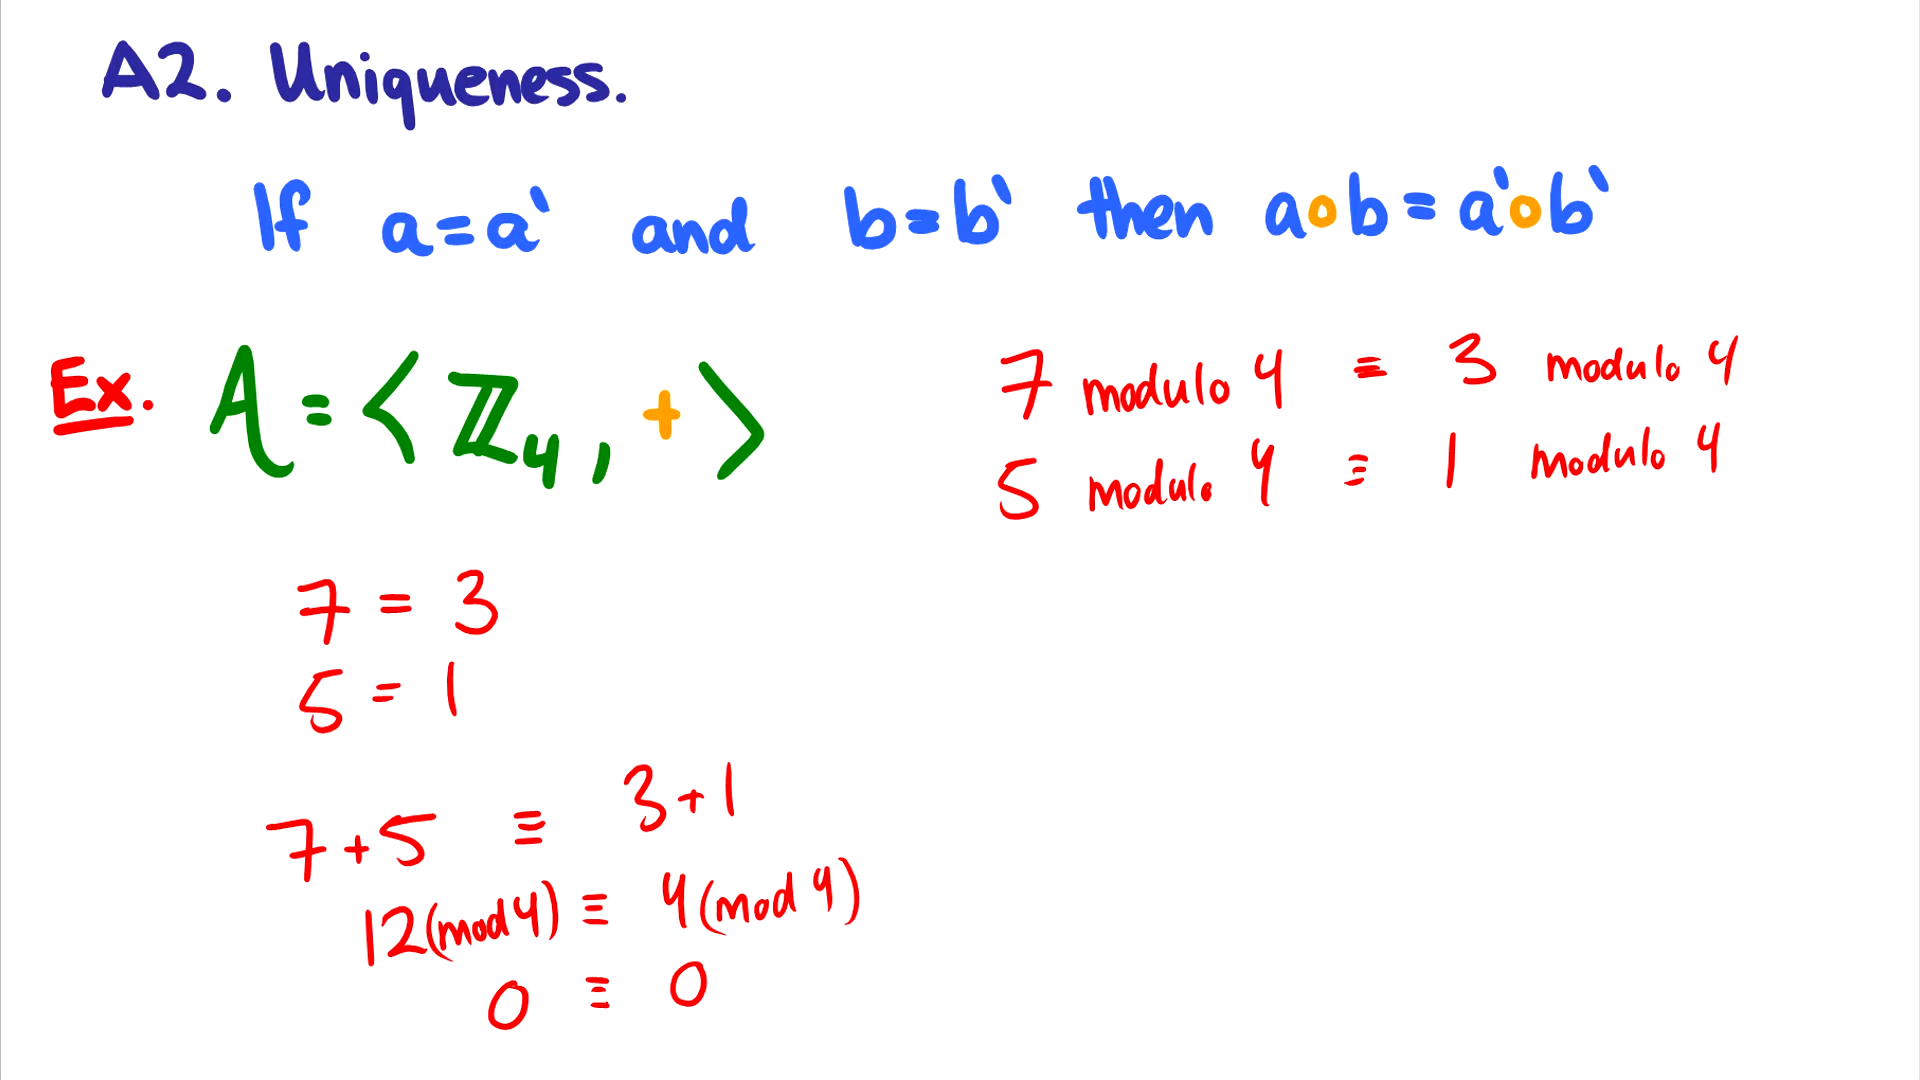 A2. Uniqueness.
If a=a' and b=b' then a∘b=a'∘b'
Ex. A = ⟨ℤ₄, +⟩
7 modulo 4 ≡ 3 modulo 4
5 modulo 4 ≡ 1 modulo 4
7 = 3
5 = 1
7+5 ≡ 3+1
12(mod 4) ≡ 4(mod 4)
0 ≡ 0